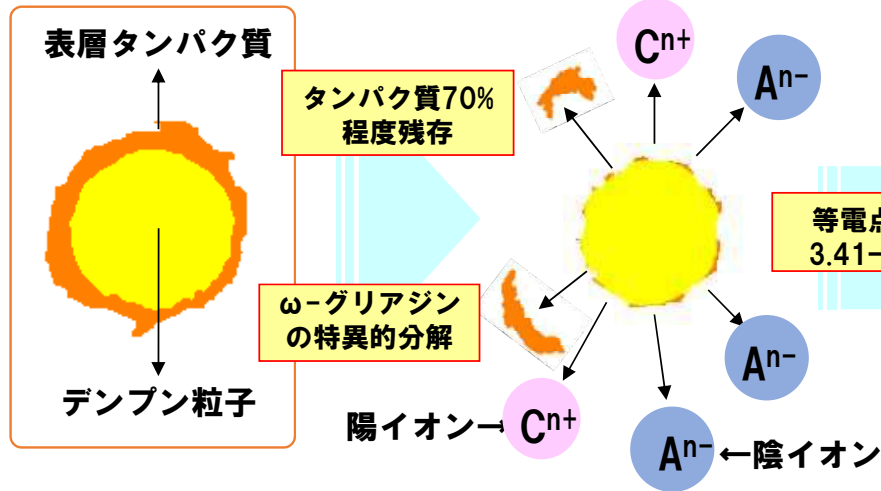 表層タンパク質
デンプン粒子
タンパク質70%
程度残存
ω-グリアジン
の特異的分解
Cn+
An-
An-
An-
←陰イオン
陽イオン→
Cn+
等電点
3.41-